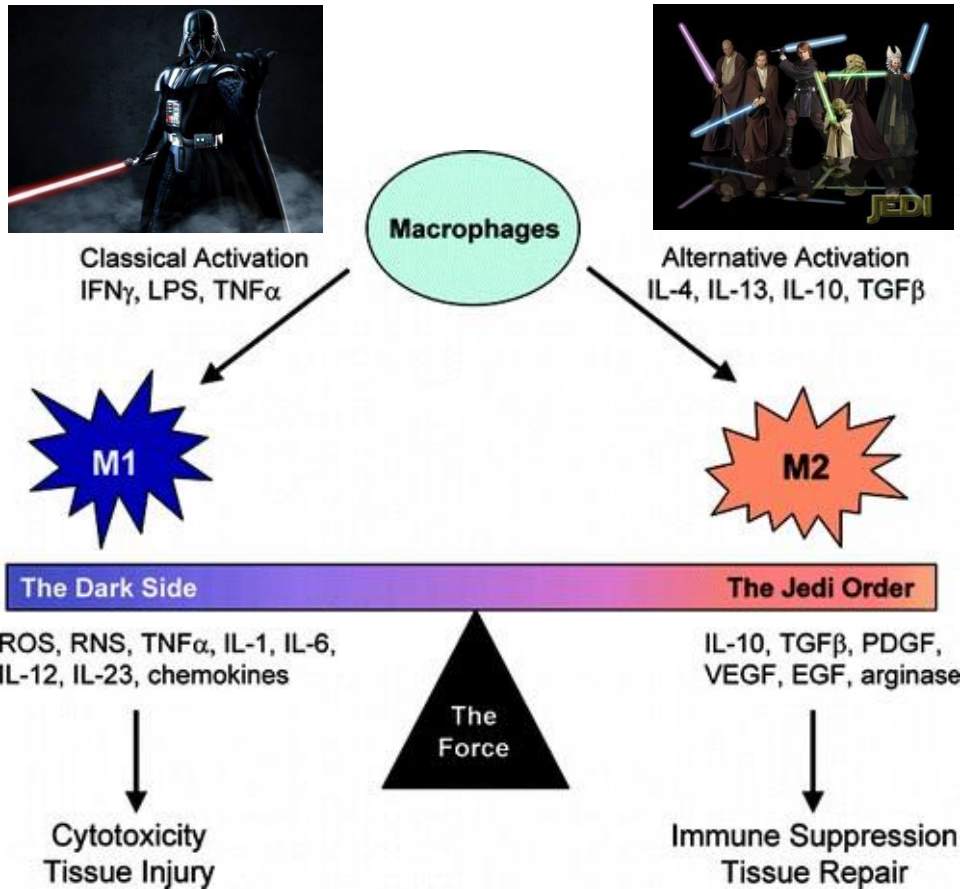 JEDI
Macrophages
Classical Activation
IFNγ, LPS, TNFα
Alternative Activation
IL-4, IL-13, IL-10, TGFβ
M1
M2
The Dark Side
The Jedi Order
ROS, RNS, TNFα, IL-1, IL-6,
IL-12, IL-23, chemokines
IL-10, TGFβ, PDGF,
VEGF, EGF, arginase
The
Force
Cytotoxicity
Tissue Injury
Immune Suppression
Tissue Repair